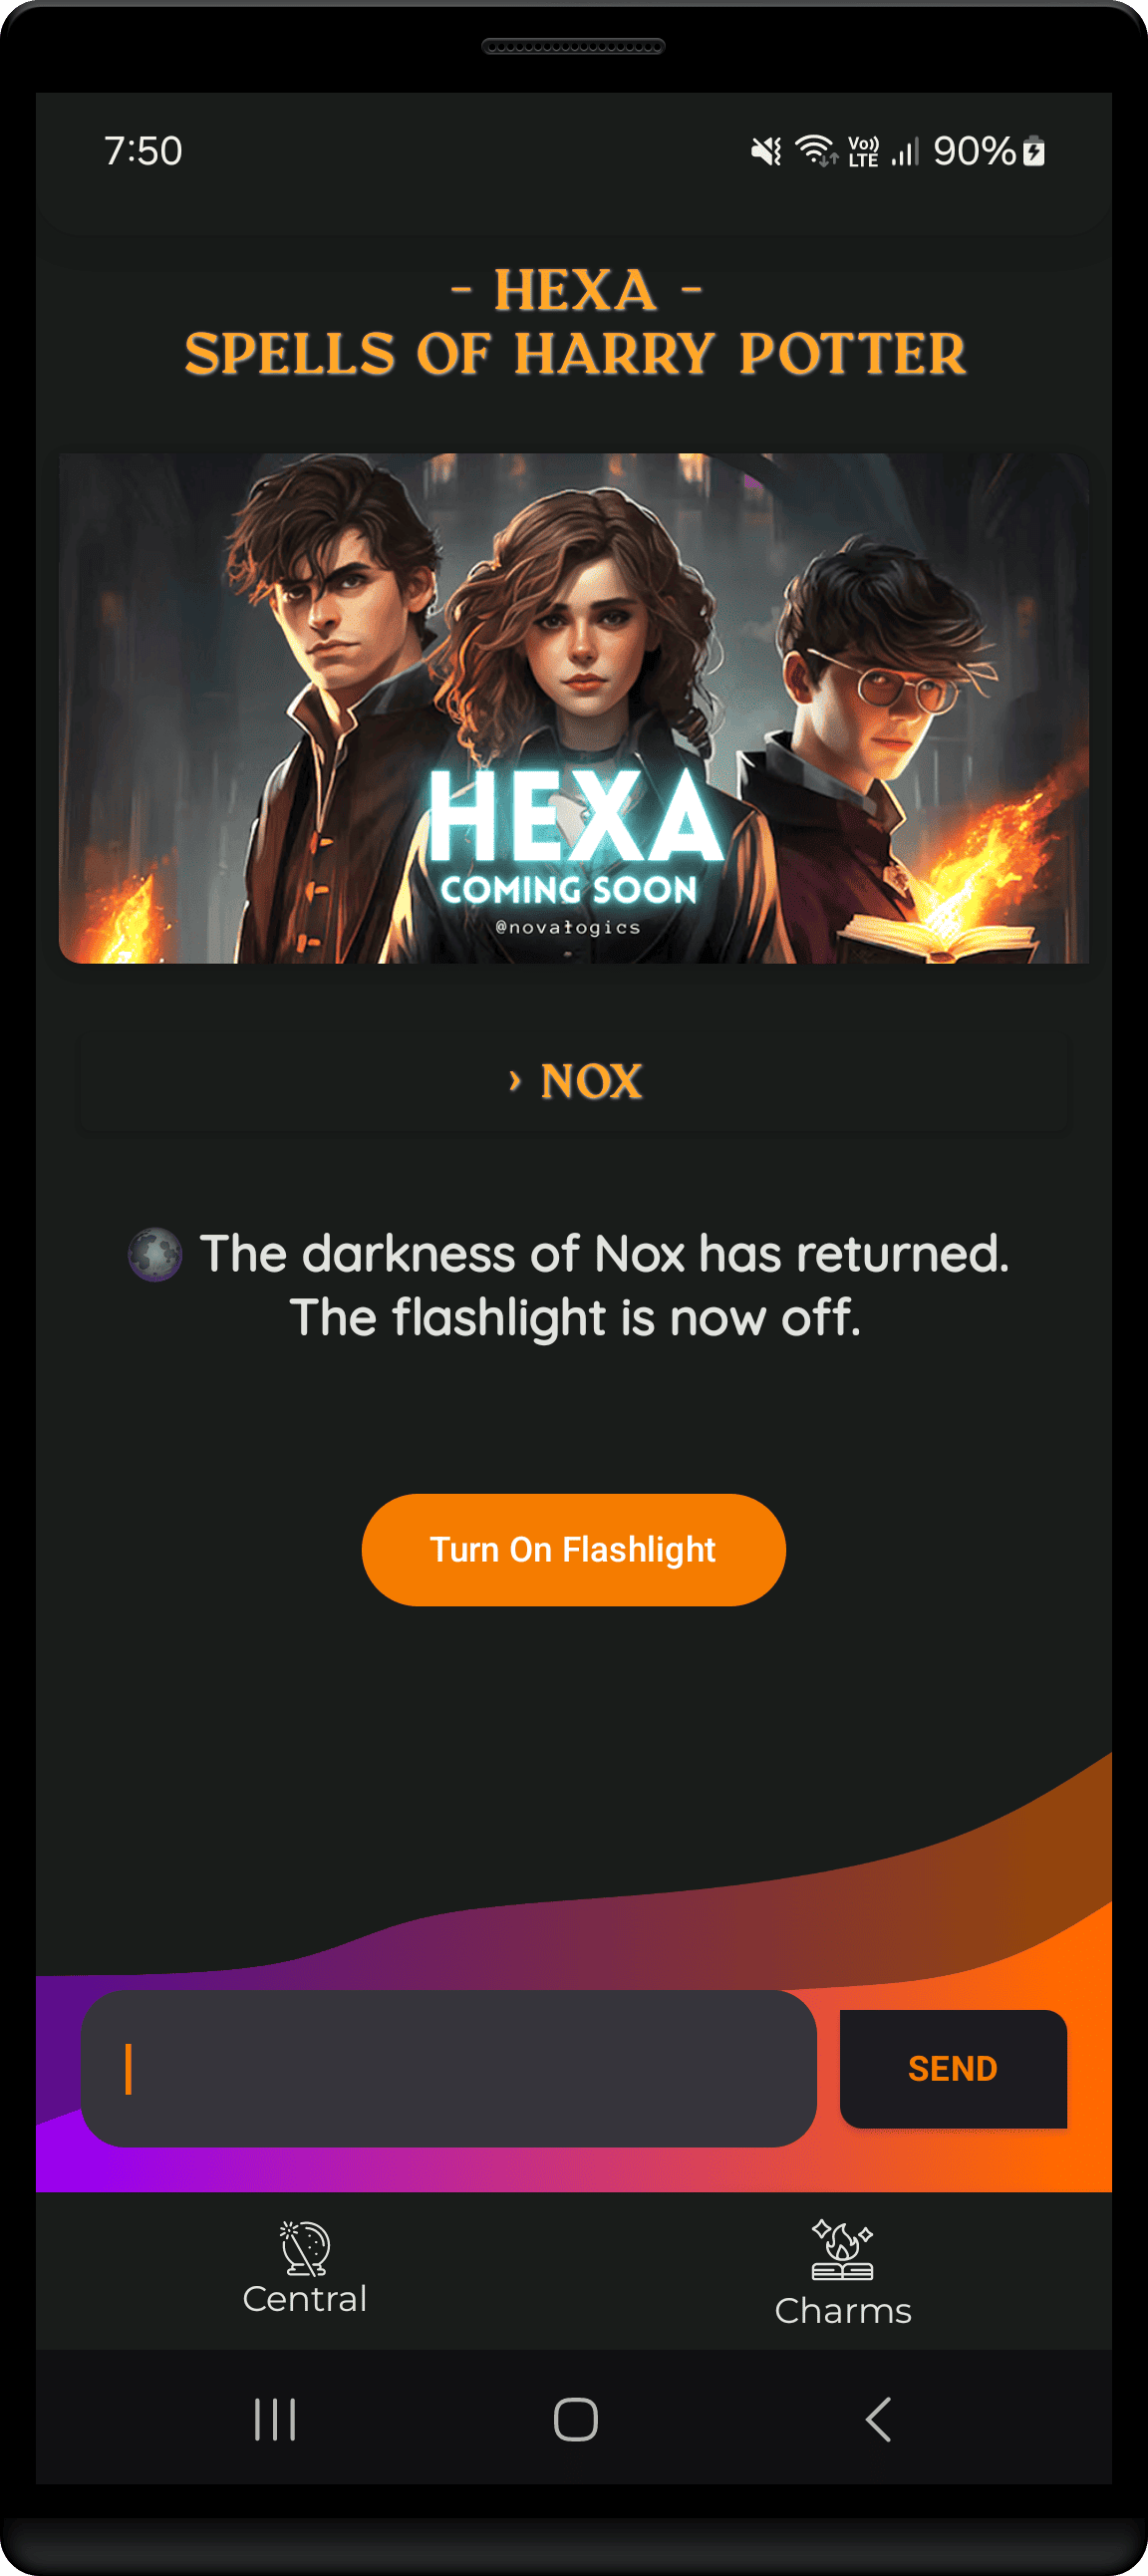 7:50
Vo)) LTE 90%
- HEXA -
SPELLS OF HARRY POTTER
HEXA
COMING SOON
@novalogics
› NOX
🌑 The darkness of Nox has returned.
The flashlight is now off.
Turn On Flashlight
SEND
Central
Charms